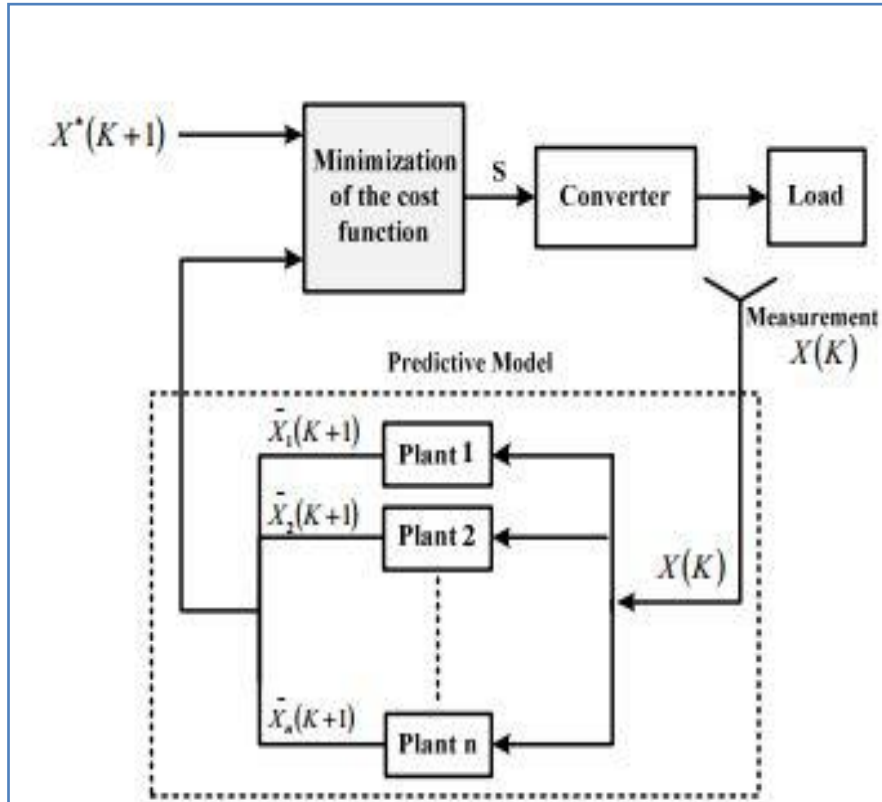 X*(K+1)
Minimization
of the cost
function
S
Converter
Load
Measurement
X(K)
Predictive Model
X̄₁(K+1)
Plant 1
X̄₂(K+1)
Plant 2
X(K)
X̄ₙ(K+1)
Plant n